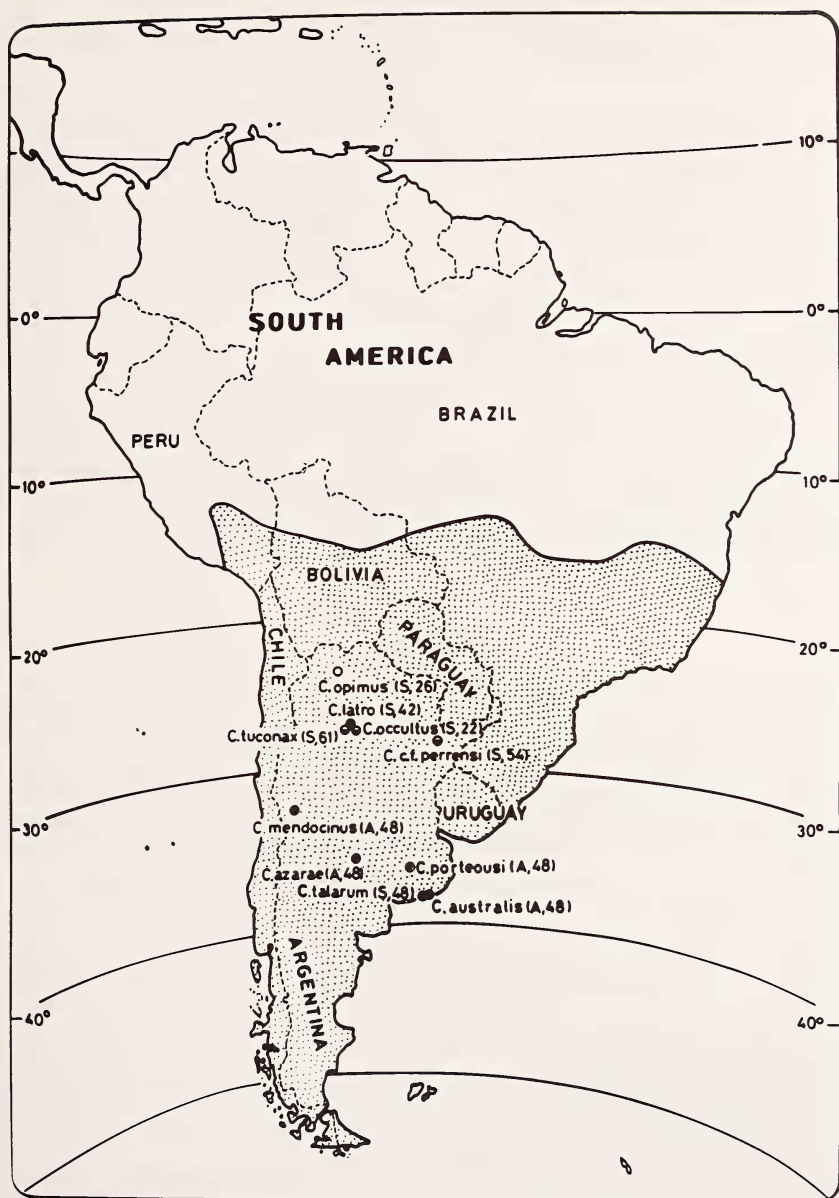 10°
0°
0°
SOUTH
AMERICA
BRAZIL
PERU
10°
10°
BOLIVIA
PARAGUAY
CHILE
20°
20°
C. opimus (S,26)
C. latro (S,42)
C. tuconax (S,61)
C. occultus (S,22)
C. c.f. perrensi (S,54)
URUGUAY
30°
30°
C. mendocinus (A,48)
C. azarae (A,48)
C. porteousi (A,48)
C. talarum (S,48)
C. australis (A,48)
ARGENTINA
40°
40°